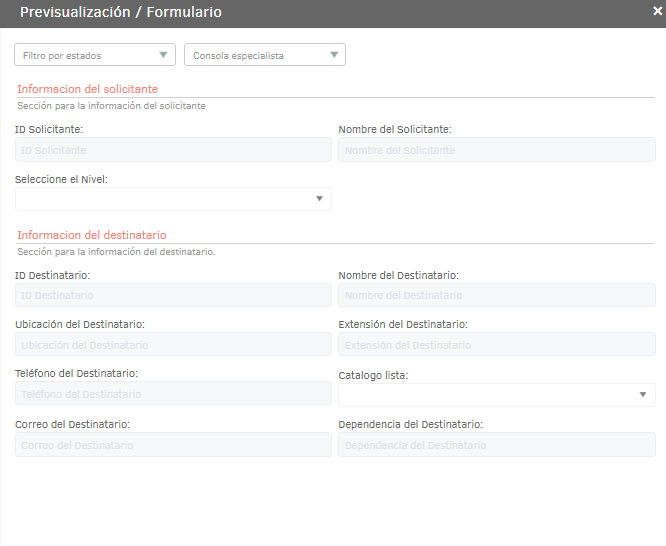 Previsualización / Formulario
×
Filtro por estados
Consola especialista
Informacion del solicitante
Sección para la información del solicitante
ID Solicitante:
Nombre del Solicitante:
ID Solicitante
Nombre del Solicitante
Seleccione el Nivel:
Informacion del destinatario
Sección para la información del destinatario.
ID Destinatario:
Nombre del Destinatario:
ID Destinatario
Nombre del Destinatario
Ubicación del Destinatario:
Extensión del Destinatario:
Ubicación del Destinatario
Extensión del Destinatario
Teléfono del Destinatario:
Catalogo lista:
Teléfono del Destinatario
Correo del Destinatario:
Dependencia del Destinatario:
Correo del Destinatario
Dependencia del Destinatario